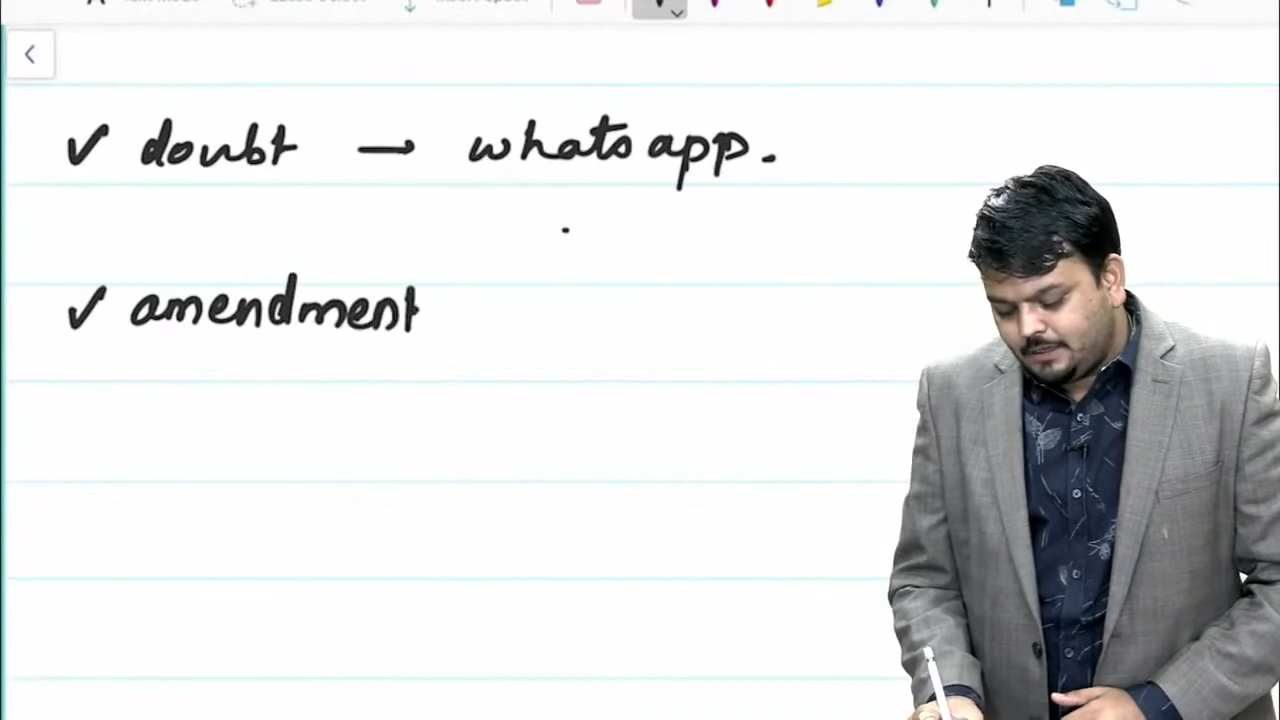 ✓ doubt → whatsapp.
✓ amendment